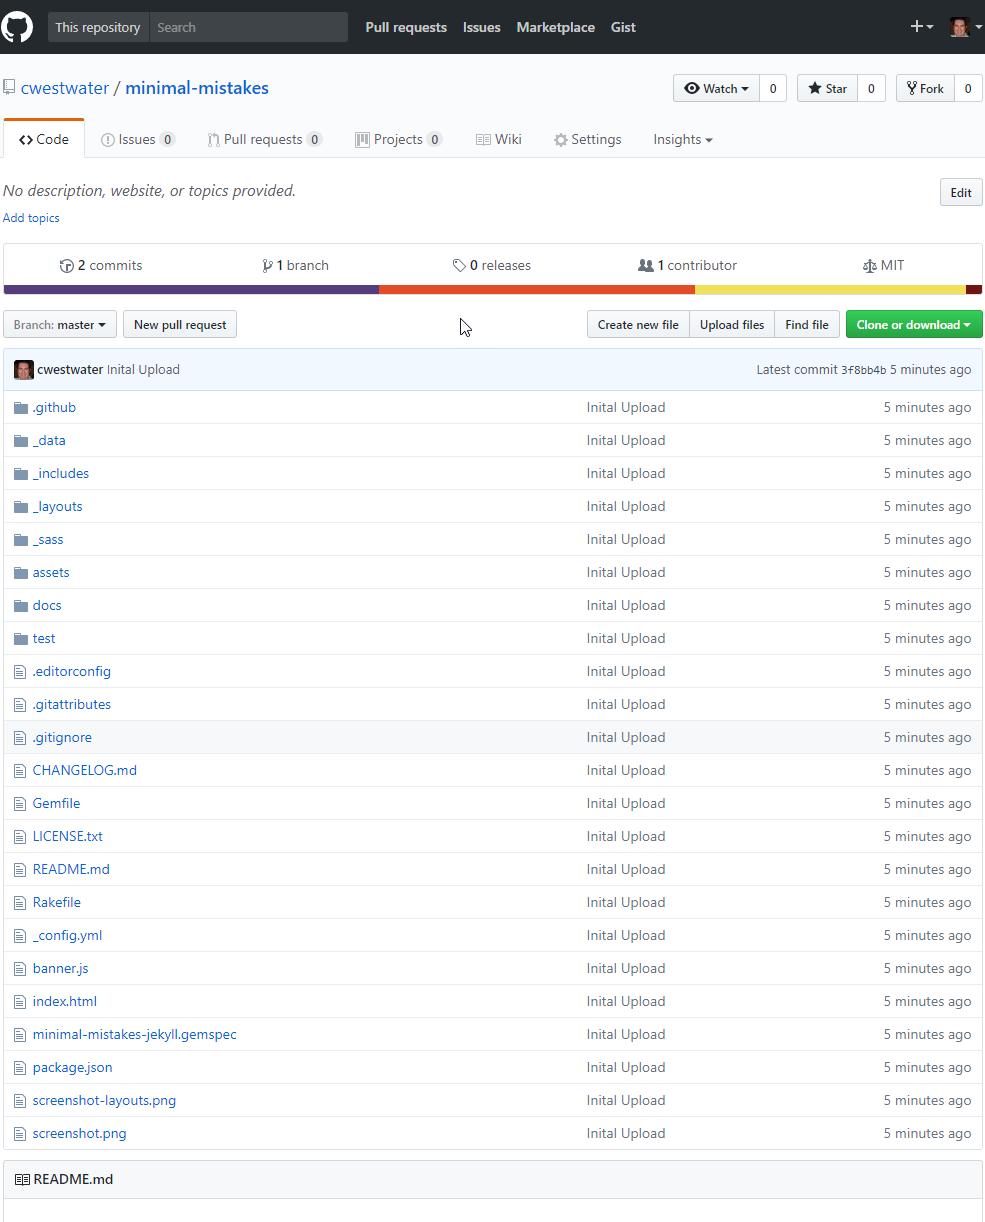 This repository Search Pull requests Issues Marketplace Gist
cwestwater / minimal-mistakes Watch 0 Star 0 Fork 0
Code Issues 0 Pull requests 0 Projects 0 Wiki Settings Insights
No description, website, or topics provided. Edit
Add topics
2 commits 1 branch 0 releases 1 contributor MIT
Branch: master New pull request Create new file Upload files Find file Clone or download
cwestwater Inital Upload Latest commit 3f8bb4b 5 minutes ago
.github Inital Upload 5 minutes ago
_data Inital Upload 5 minutes ago
_includes Inital Upload 5 minutes ago
_layouts Inital Upload 5 minutes ago
_sass Inital Upload 5 minutes ago
assets Inital Upload 5 minutes ago
docs Inital Upload 5 minutes ago
test Inital Upload 5 minutes ago
.editorconfig Inital Upload 5 minutes ago
.gitattributes Inital Upload 5 minutes ago
.gitignore Inital Upload 5 minutes ago
CHANGELOG.md Inital Upload 5 minutes ago
Gemfile Inital Upload 5 minutes ago
LICENSE.txt Inital Upload 5 minutes ago
README.md Inital Upload 5 minutes ago
Rakefile Inital Upload 5 minutes ago
_config.yml Inital Upload 5 minutes ago
banner.js Inital Upload 5 minutes ago
index.html Inital Upload 5 minutes ago
minimal-mistakes-jekyll.gemspec Inital Upload 5 minutes ago
package.json Inital Upload 5 minutes ago
screenshot-layouts.png Inital Upload 5 minutes ago
screenshot.png Inital Upload 5 minutes ago
README.md